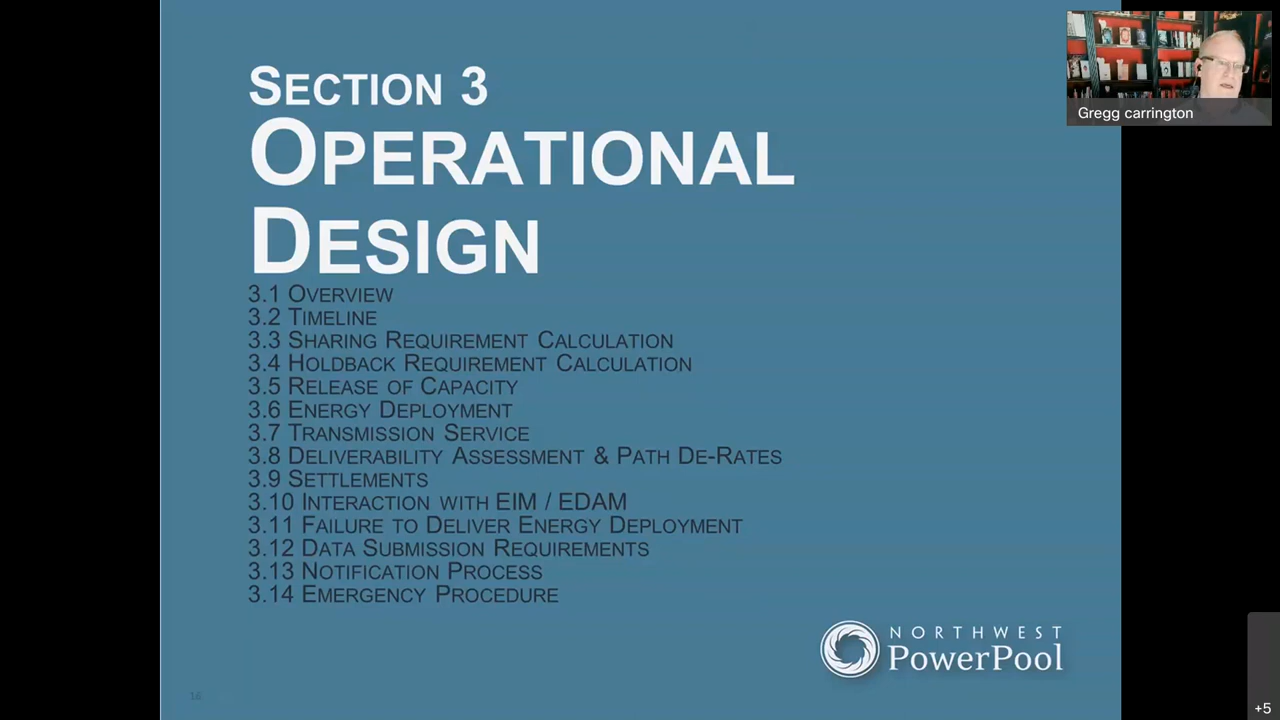 SECTION 3
OPERATIONAL
DESIGN
3.1 OVERVIEW
3.2 TIMELINE
3.3 SHARING REQUIREMENT CALCULATION
3.4 HOLDBACK REQUIREMENT CALCULATION
3.5 RELEASE OF CAPACITY
3.6 ENERGY DEPLOYMENT
3.7 TRANSMISSION SERVICE
3.8 DELIVERABILITY ASSESSMENT & PATH DE-RATES
3.9 SETTLEMENTS
3.10 INTERACTION WITH EIM / EDAM
3.11 FAILURE TO DELIVER ENERGY DEPLOYMENT
3.12 DATA SUBMISSION REQUIREMENTS
3.13 NOTIFICATION PROCESS
3.14 EMERGENCY PROCEDURE
NORTHWEST
PowerPool
Gregg carrington
+5